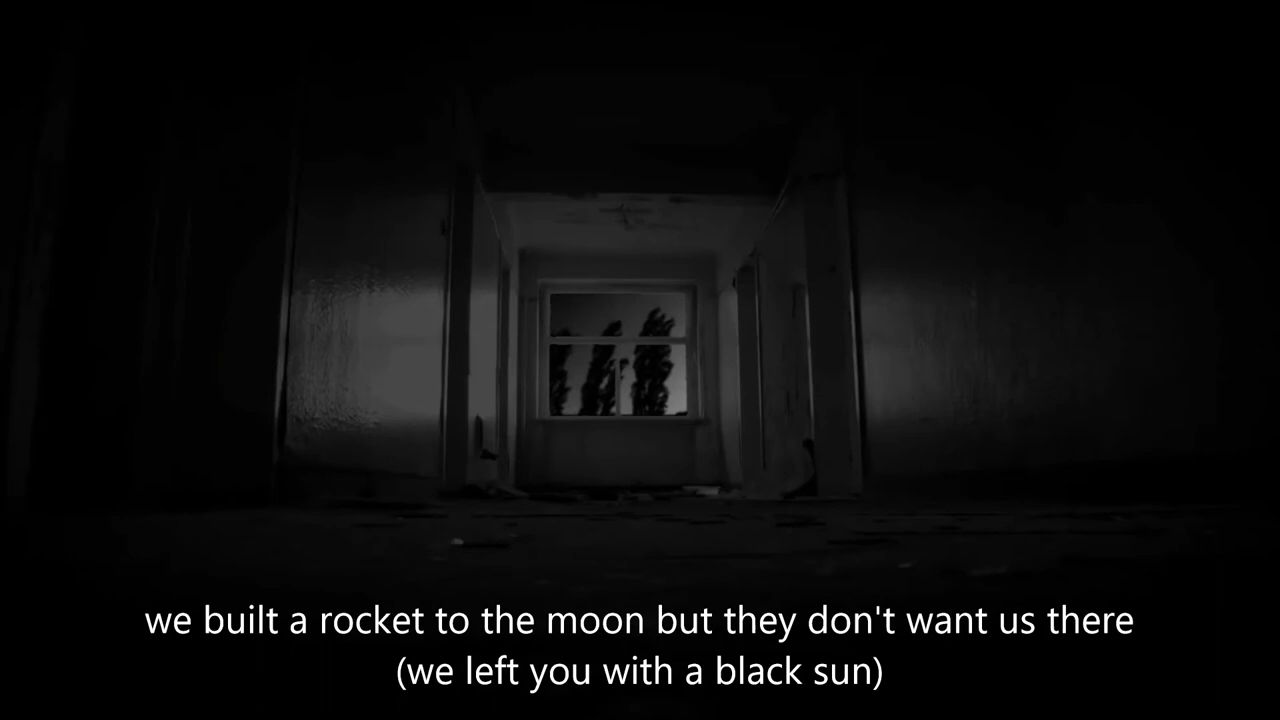 we built a rocket to the moon but they don't want us there
(we left you with a black sun)